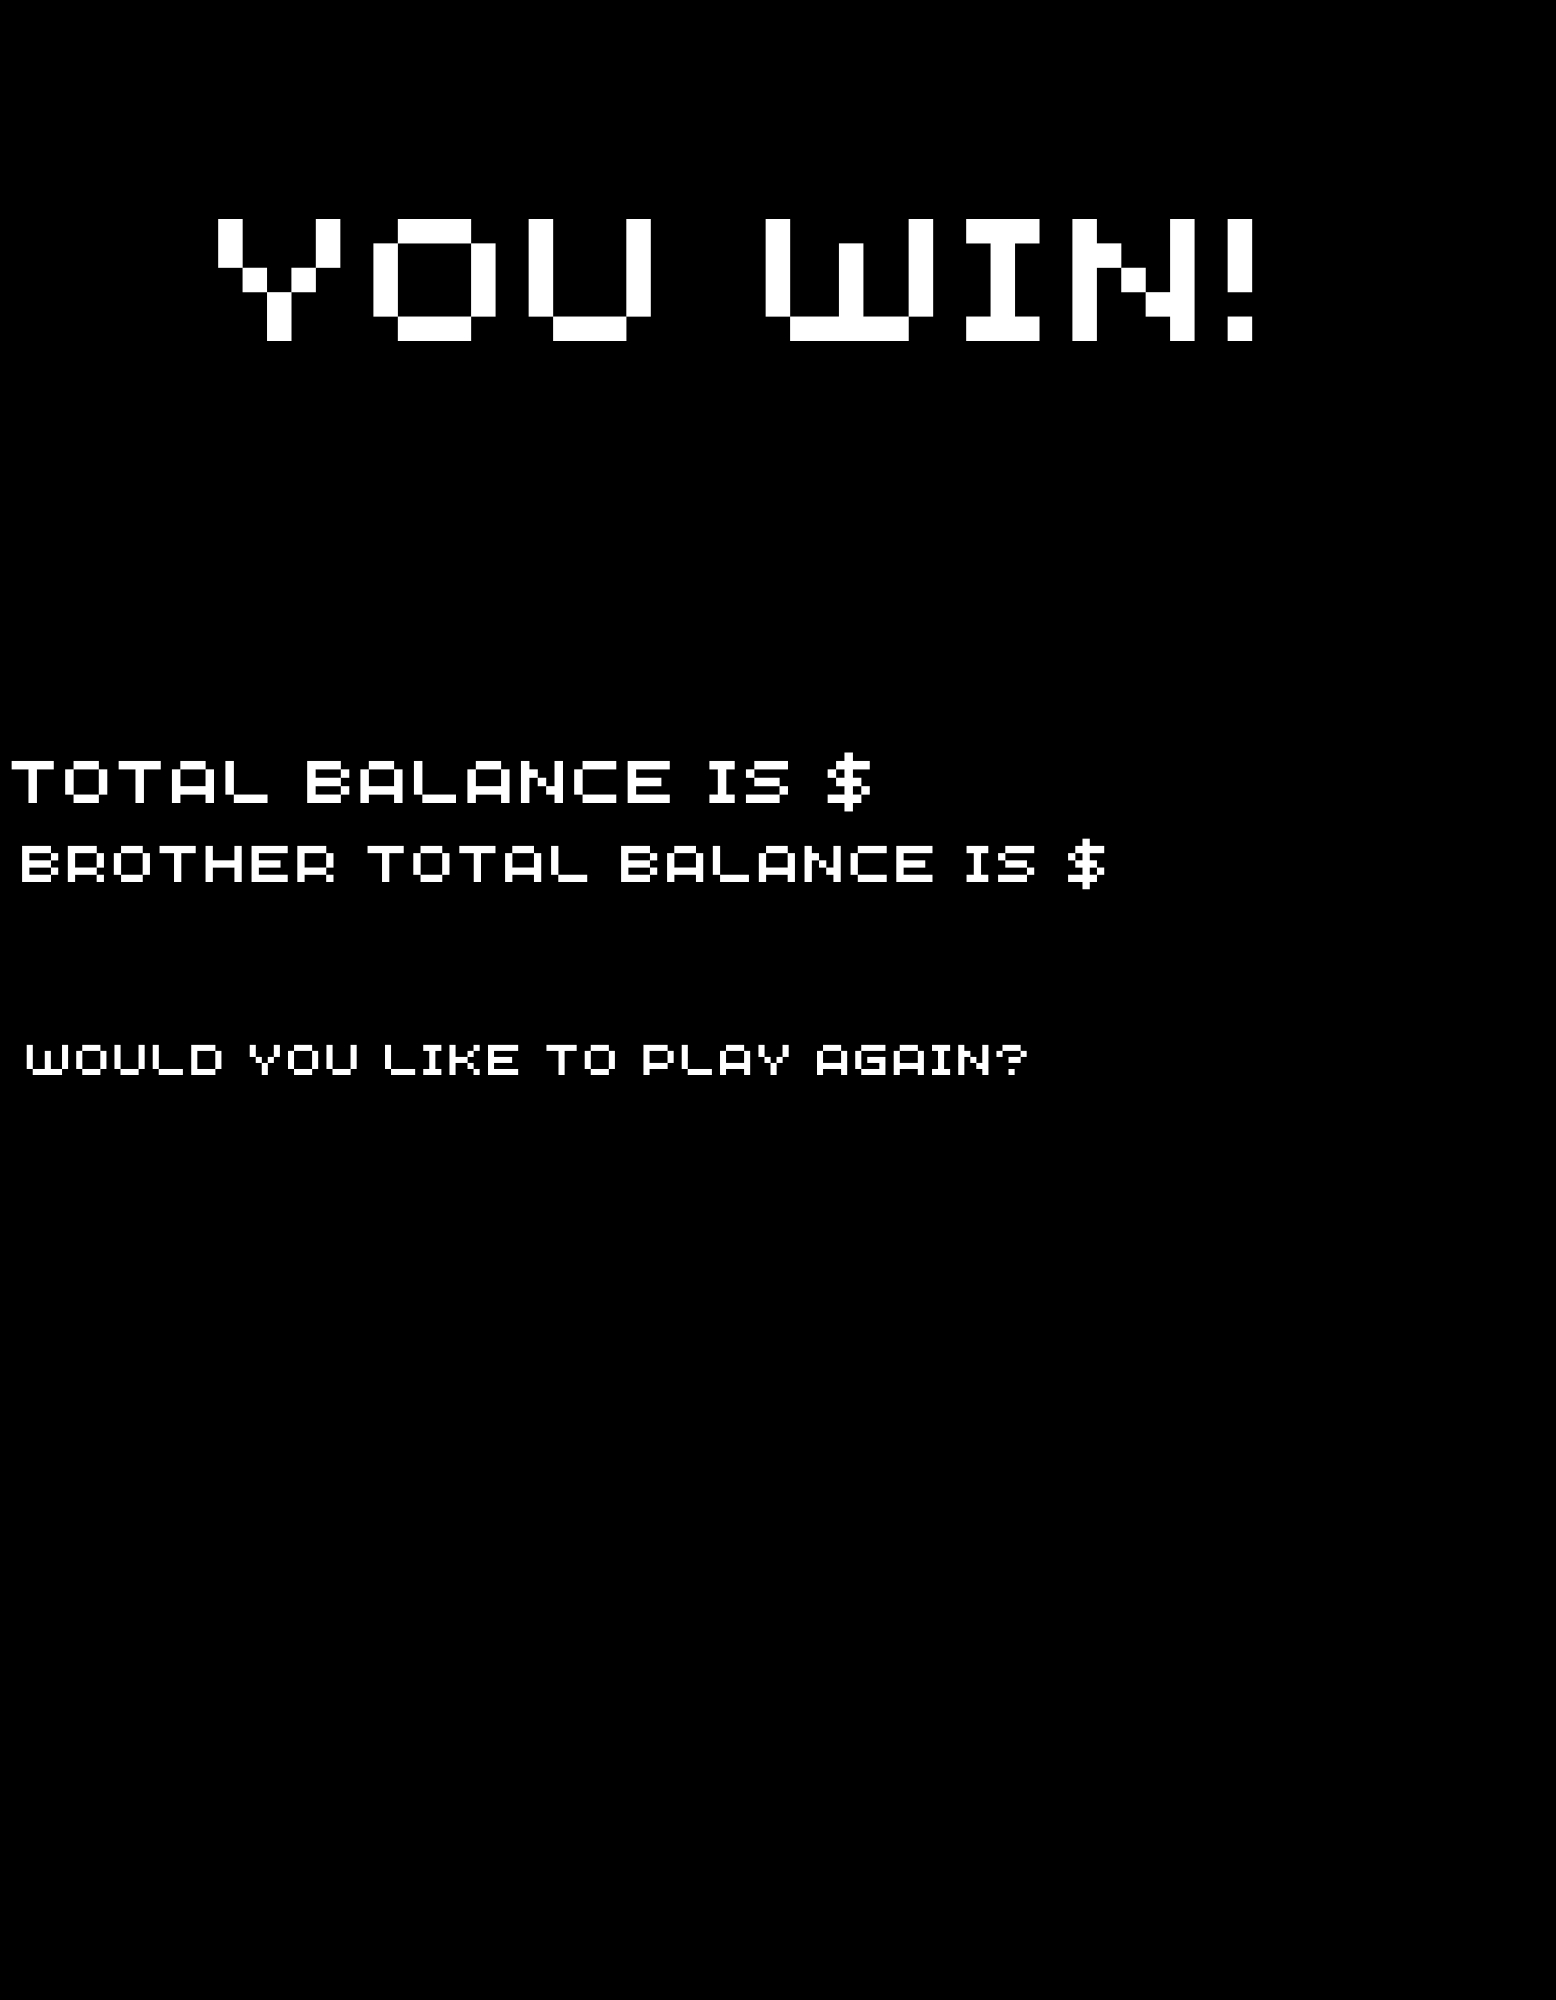 YOU WIN!
TOTAL BALANCE IS $
BROTHER TOTAL BALANCE IS $
WOULD YOU LIKE TO PLAY AGAIN?